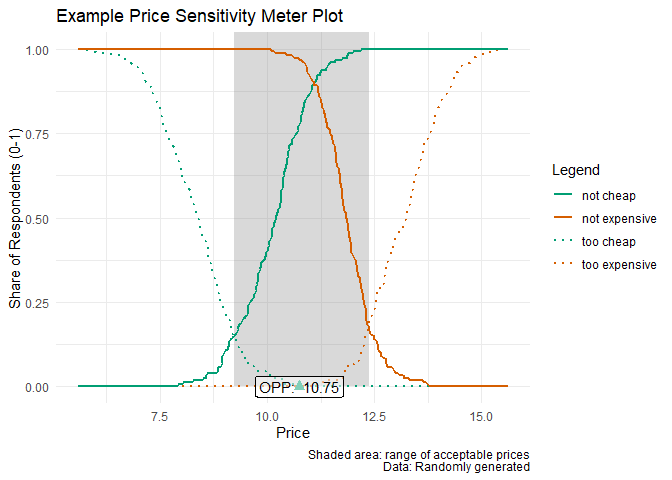 Example Price Sensitivity Meter Plot
Share of Respondents (0-1)
1.00
0.75
0.50
0.25
0.00
OPP: 10.75
7.5
10.0
12.5
15.0
Price
Legend
not cheap
not expensive
too cheap
too expensive
Shaded area: range of acceptable prices
Data: Randomly generated